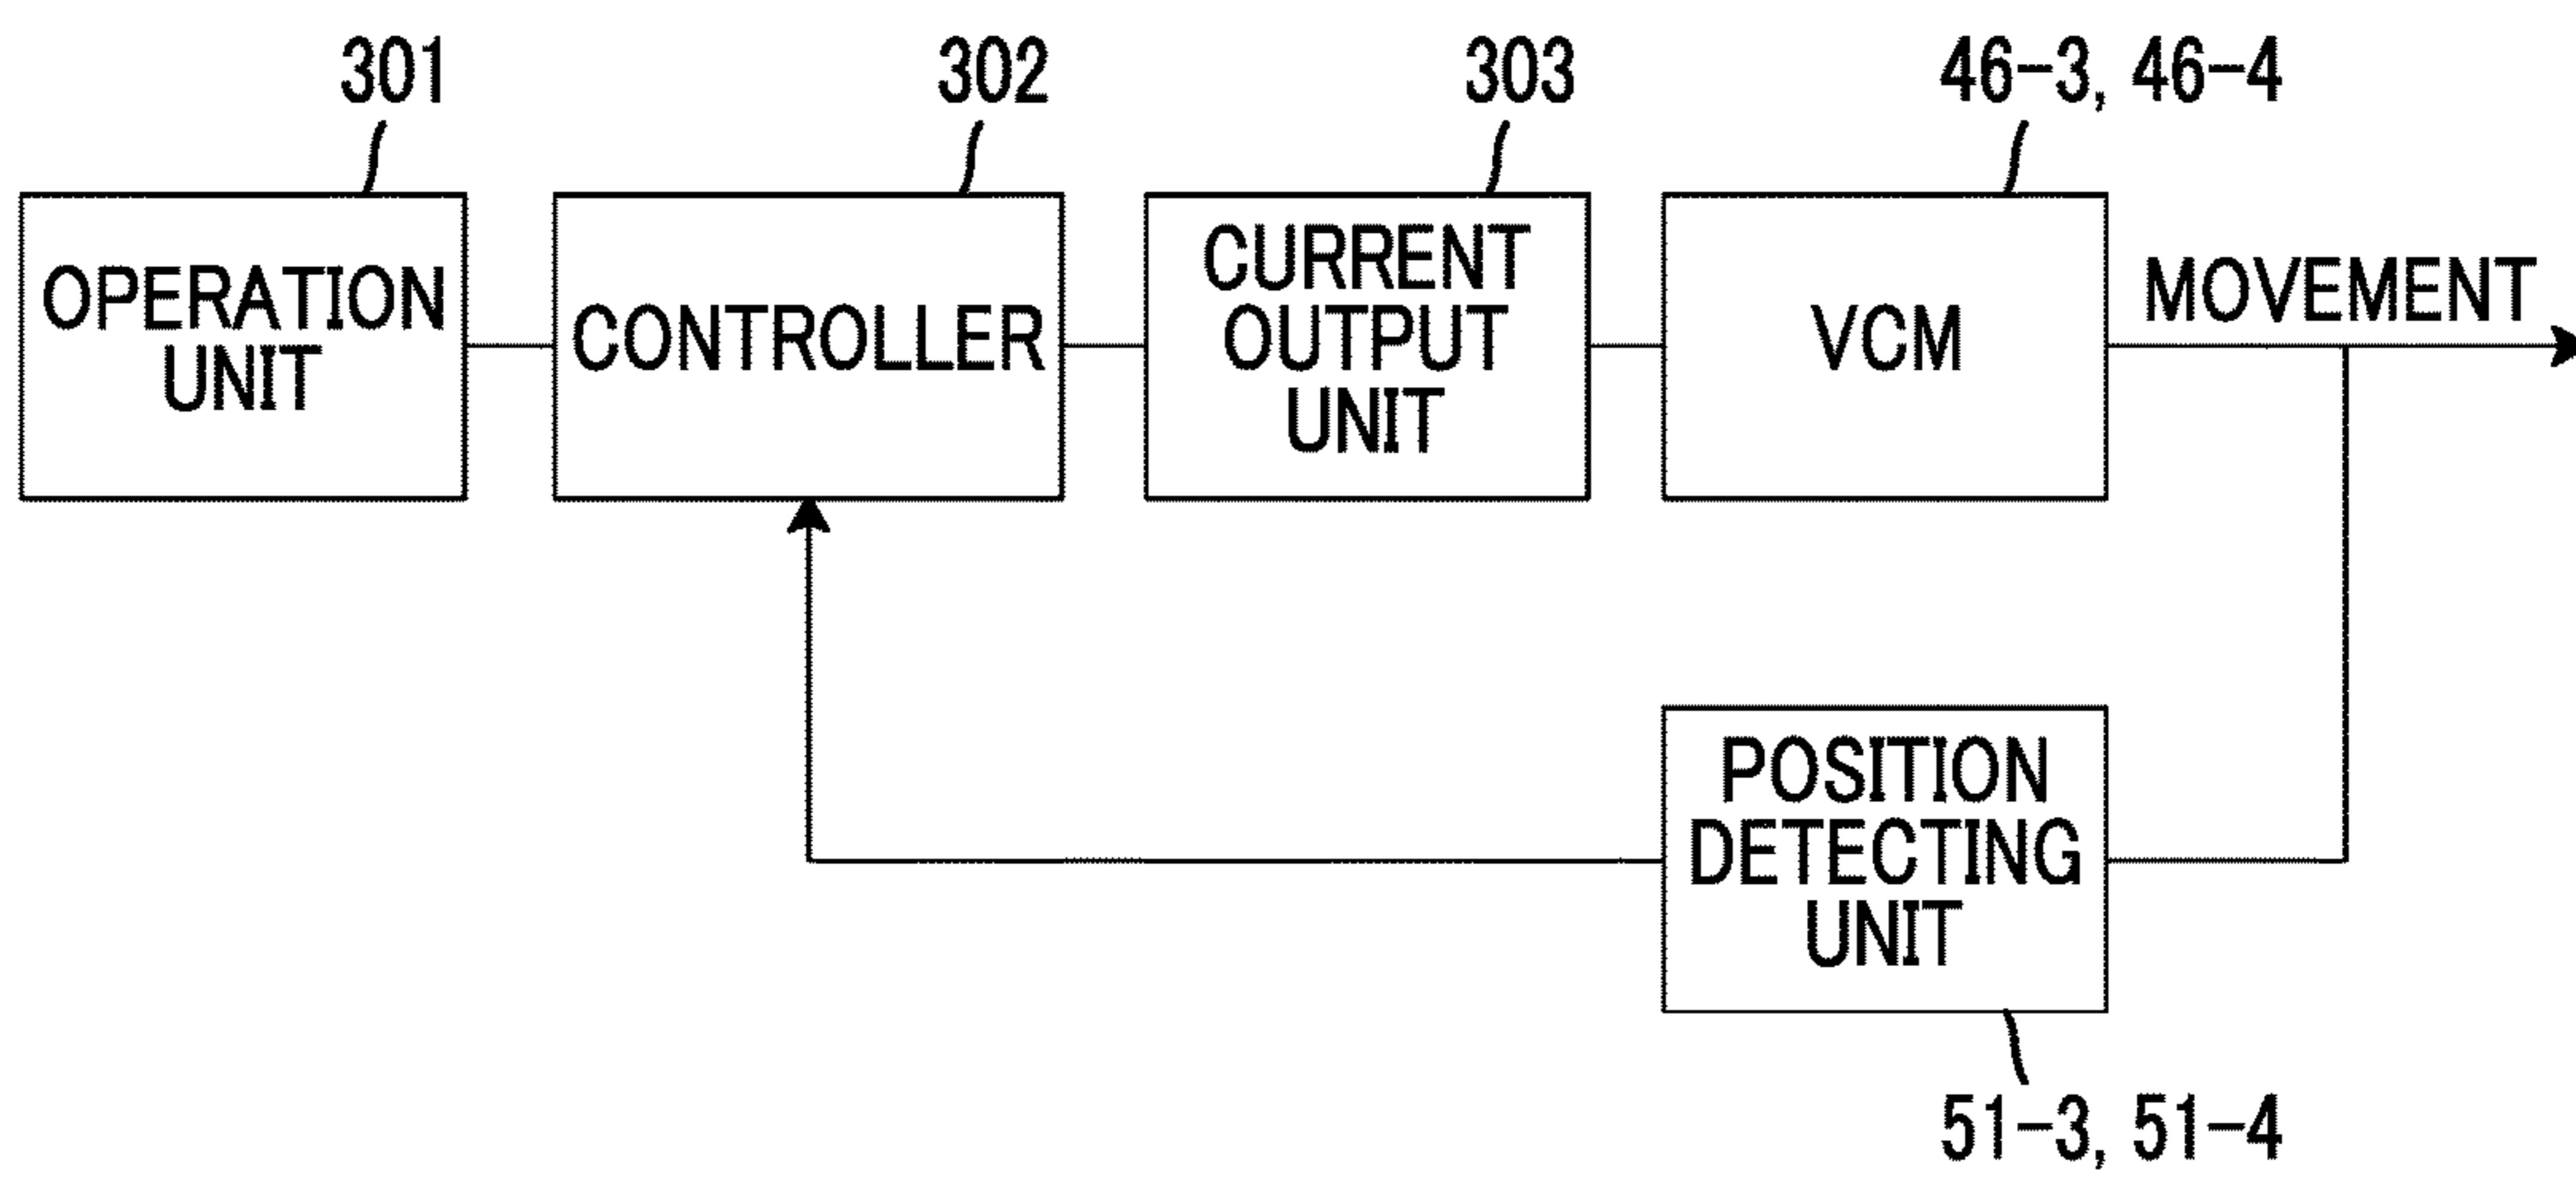 301
302
303
46-3, 46-4
OPERATION
UNIT
CONTROLLER
CURRENT
OUTPUT
UNIT
VCM
MOVEMENT
POSITION
DETECTING
UNIT
51-3, 51-4